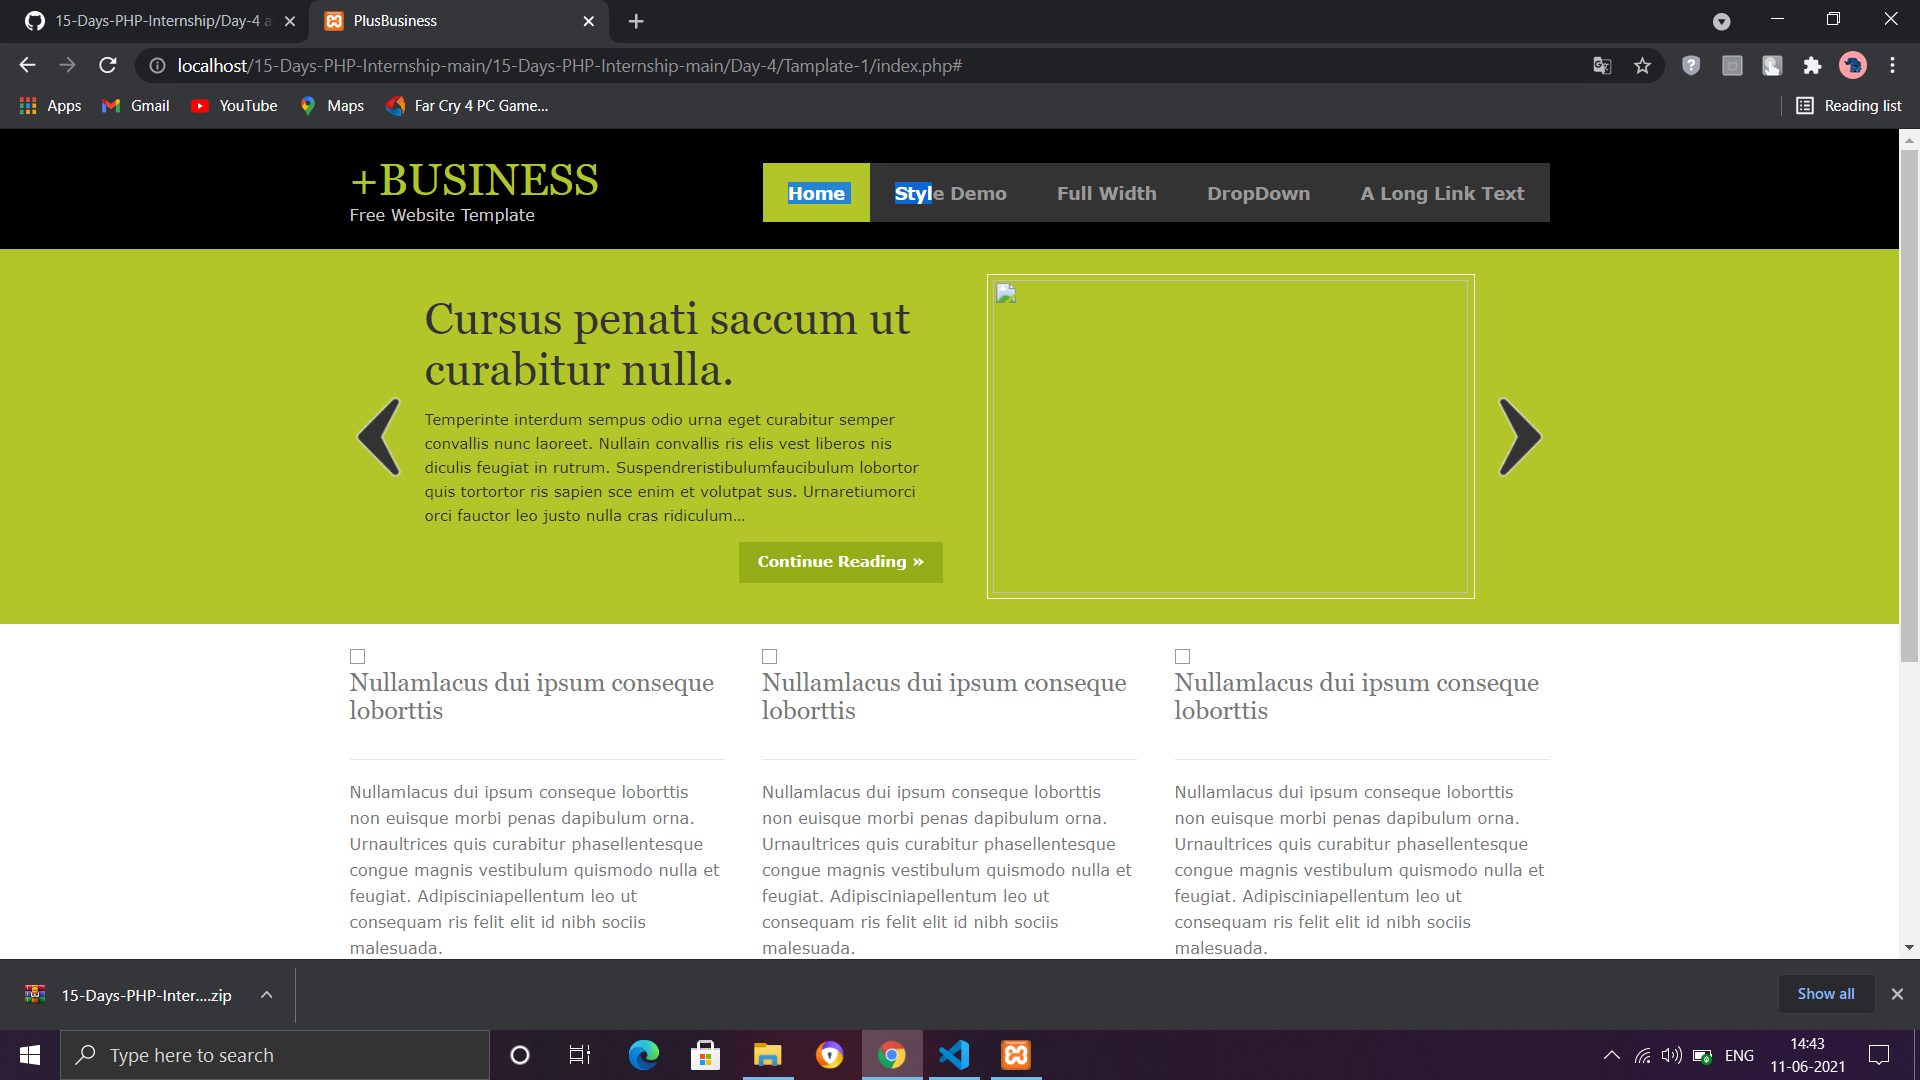 15-Days-PHP-Internship/Day-4 a
PlusBusiness
localhost/15-Days-PHP-Internship-main/15-Days-PHP-Internship-main/Day-4/Tamplate-1/index.php#
Apps
Gmail
YouTube
Maps
Far Cry 4 PC Game...
Reading list
+BUSINESS
Free Website Template
Home
Style Demo
Full Width
DropDown
A Long Link Text
Cursus penati saccum ut
curabitur nulla.
Temperinte interdum sempus odio urna eget curabitur semper
convallis nunc laoreet. Nullain convallis ris elis vest liberos nis
diculis feugiat in rutrum. Suspendreristibulumfaucibulum lobortor
quis tortortor ris sapien sce enim et volutpat sus. Urnaretiumorci
orci fauctor leo justo nulla cras ridiculum…
Continue Reading »
Nullamlacus dui ipsum conseque
loborttis
Nullamlacus dui ipsum conseque loborttis
non euisque morbi penas dapibulum orna.
Urnaultrices quis curabitur phasellentesque
congue magnis vestibulum quismodo nulla et
feugiat. Adipisciniapellentum leo ut
consequam ris felit elit id nibh sociis
malesuada.
Nullamlacus dui ipsum conseque
loborttis
Nullamlacus dui ipsum conseque loborttis
non euisque morbi penas dapibulum orna.
Urnaultrices quis curabitur phasellentesque
congue magnis vestibulum quismodo nulla et
feugiat. Adipisciniapellentum leo ut
consequam ris felit elit id nibh sociis
malesuada.
Nullamlacus dui ipsum conseque
loborttis
Nullamlacus dui ipsum conseque loborttis
non euisque morbi penas dapibulum orna.
Urnaultrices quis curabitur phasellentesque
congue magnis vestibulum quismodo nulla et
feugiat. Adipisciniapellentum leo ut
consequam ris felit elit id nibh sociis
malesuada.
15-Days-PHP-Inter....zip
Show all
Type here to search
ENG
14:43
11-06-2021